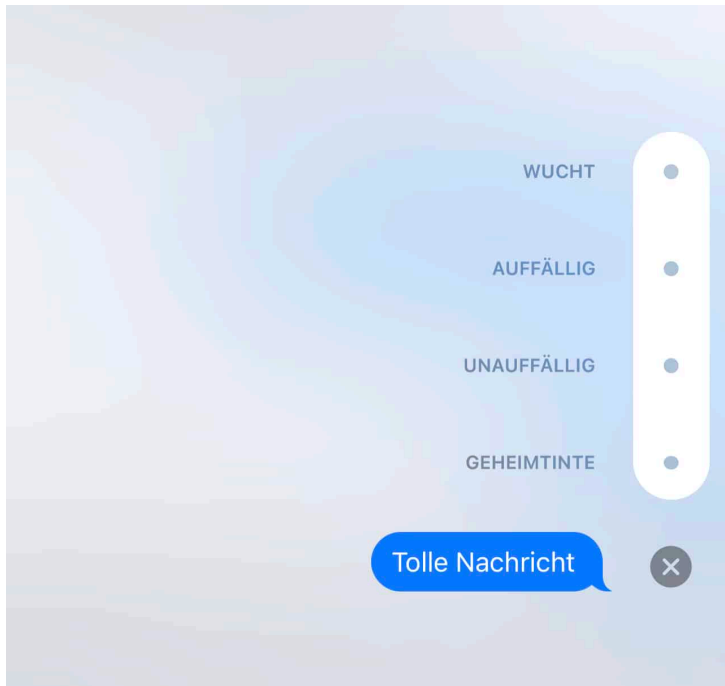 WUCHT
AUFFÄLLIG
UNAUFFÄLLIG
GEHEIMTINTE
Tolle Nachricht